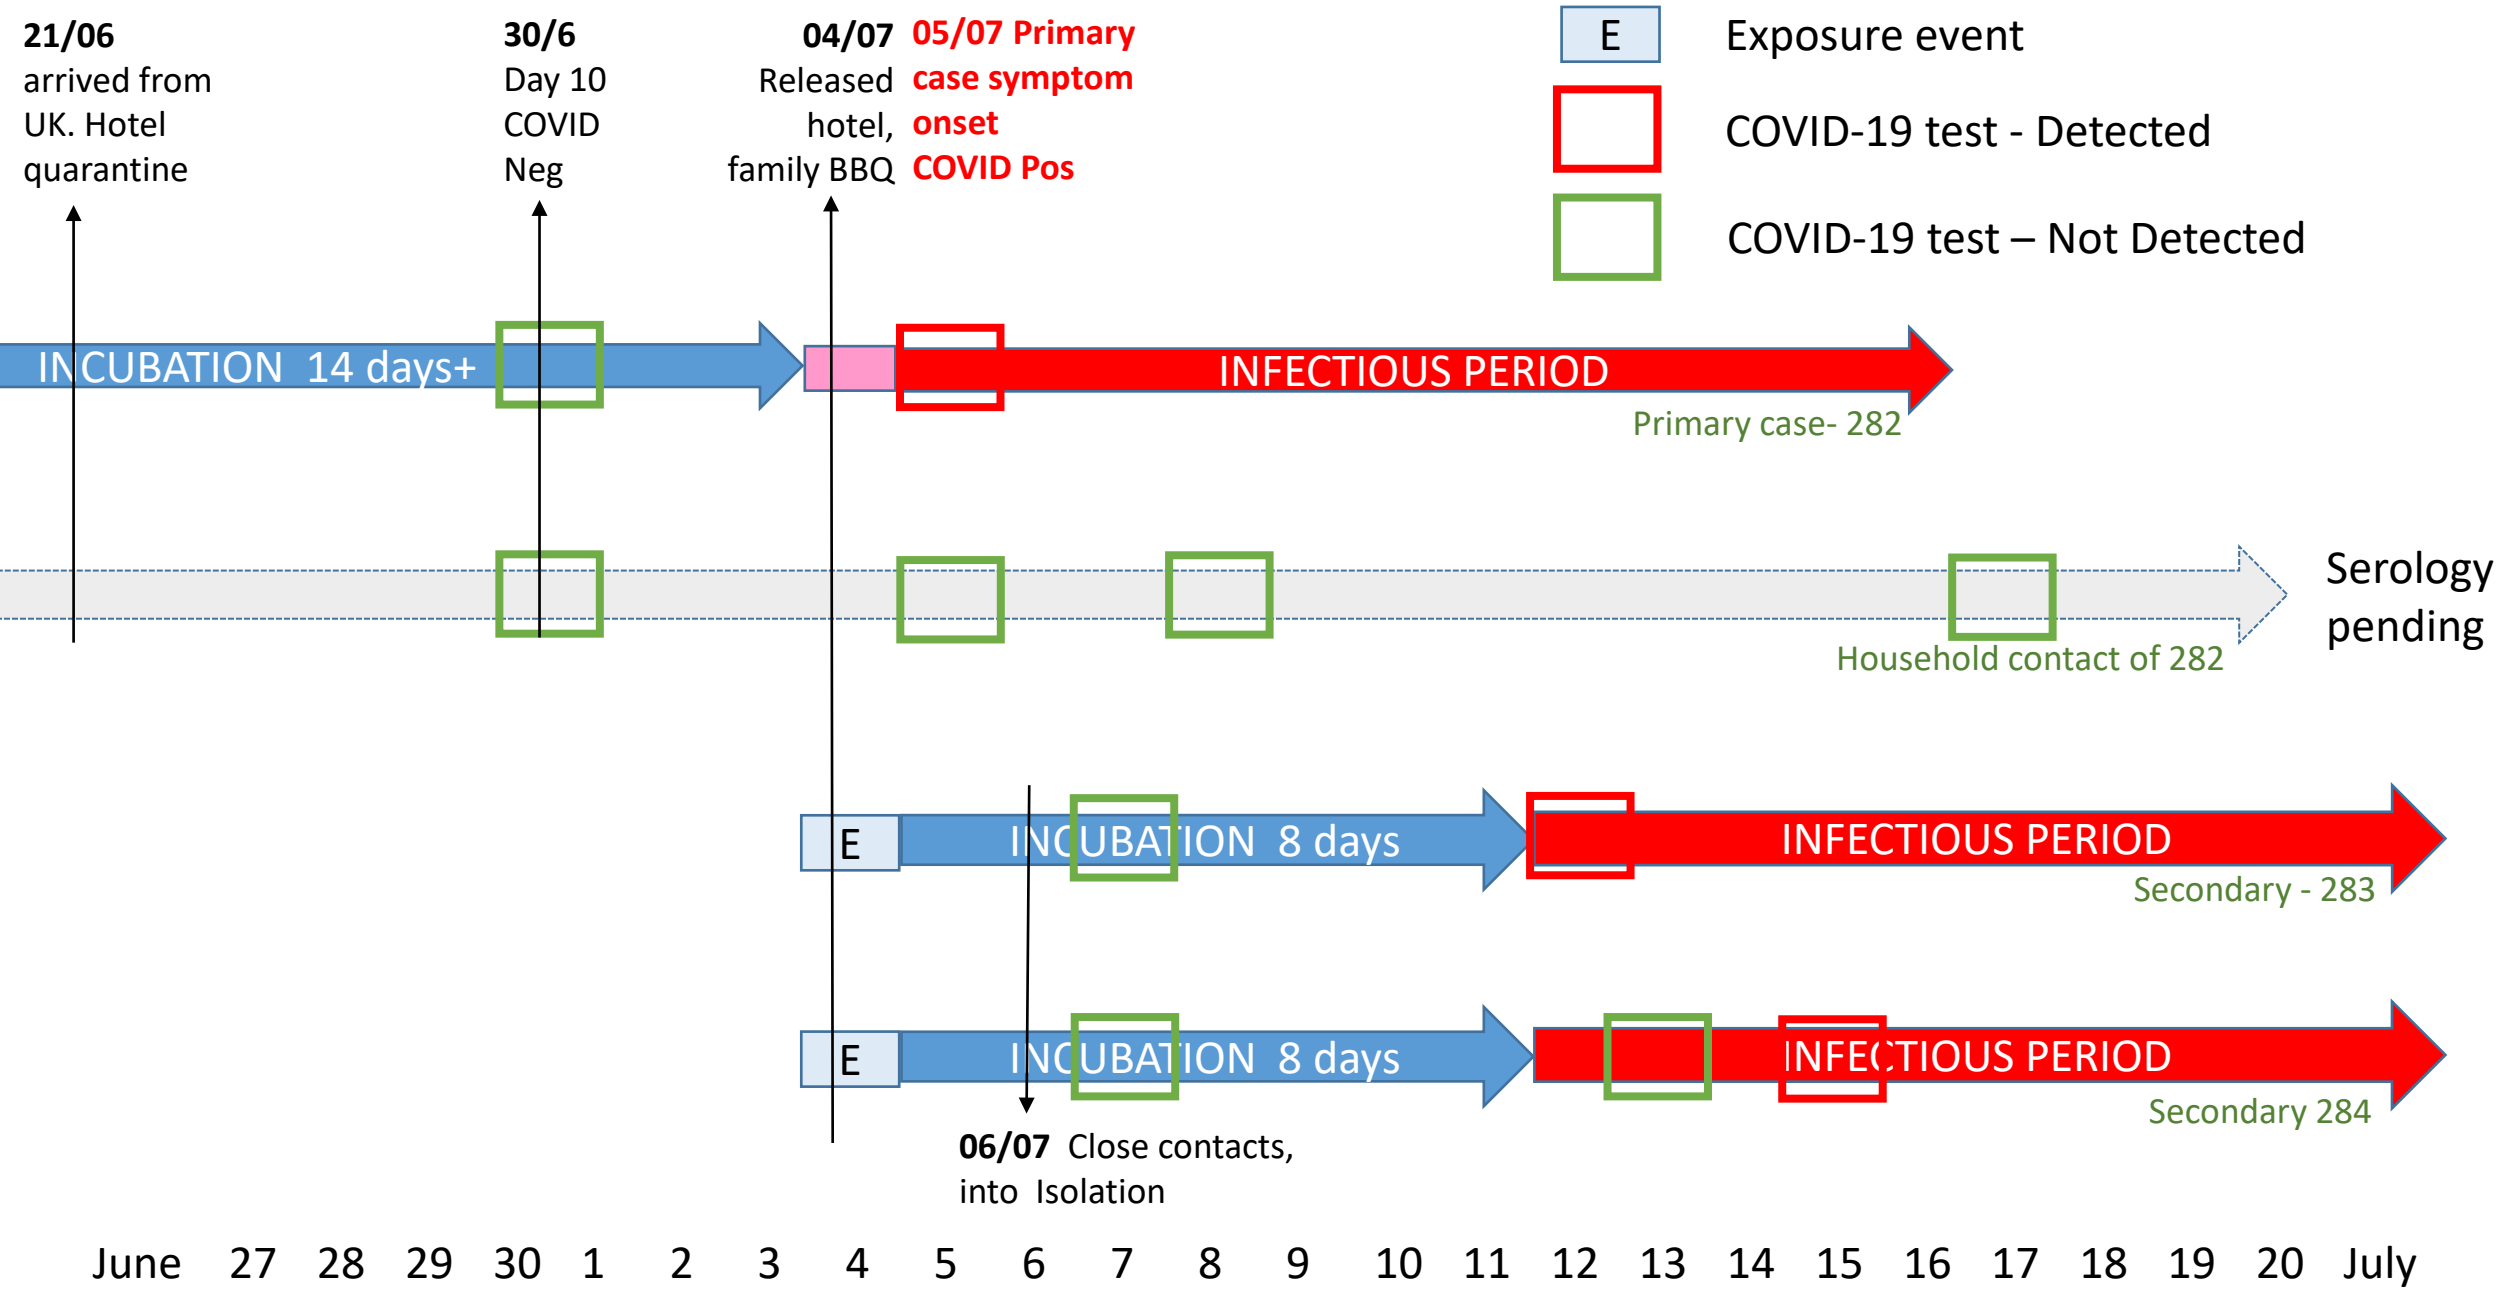 21/06
arrived from
UK. Hotel
quarantine
30/6
Day 10
COVID
Neg
04/07
Released
hotel,
family BBQ
05/07 Primary
case symptom
onset
COVID Pos
E Exposure event
COVID-19 test - Detected
COVID-19 test – Not Detected
INCUBATION 14 days+
INFECTIOUS PERIOD
Primary case- 282
Serology
pending
Household contact of 282
E
INCUBATION 8 days
INFECTIOUS PERIOD
Secondary - 283
E
INCUBATION 8 days
INFECTIOUS PERIOD
Secondary 284
06/07 Close contacts,
into Isolation
June 27 28 29 30 1 2 3 4 5 6 7 8 9 10 11 12 13 14 15 16 17 18 19 20 July